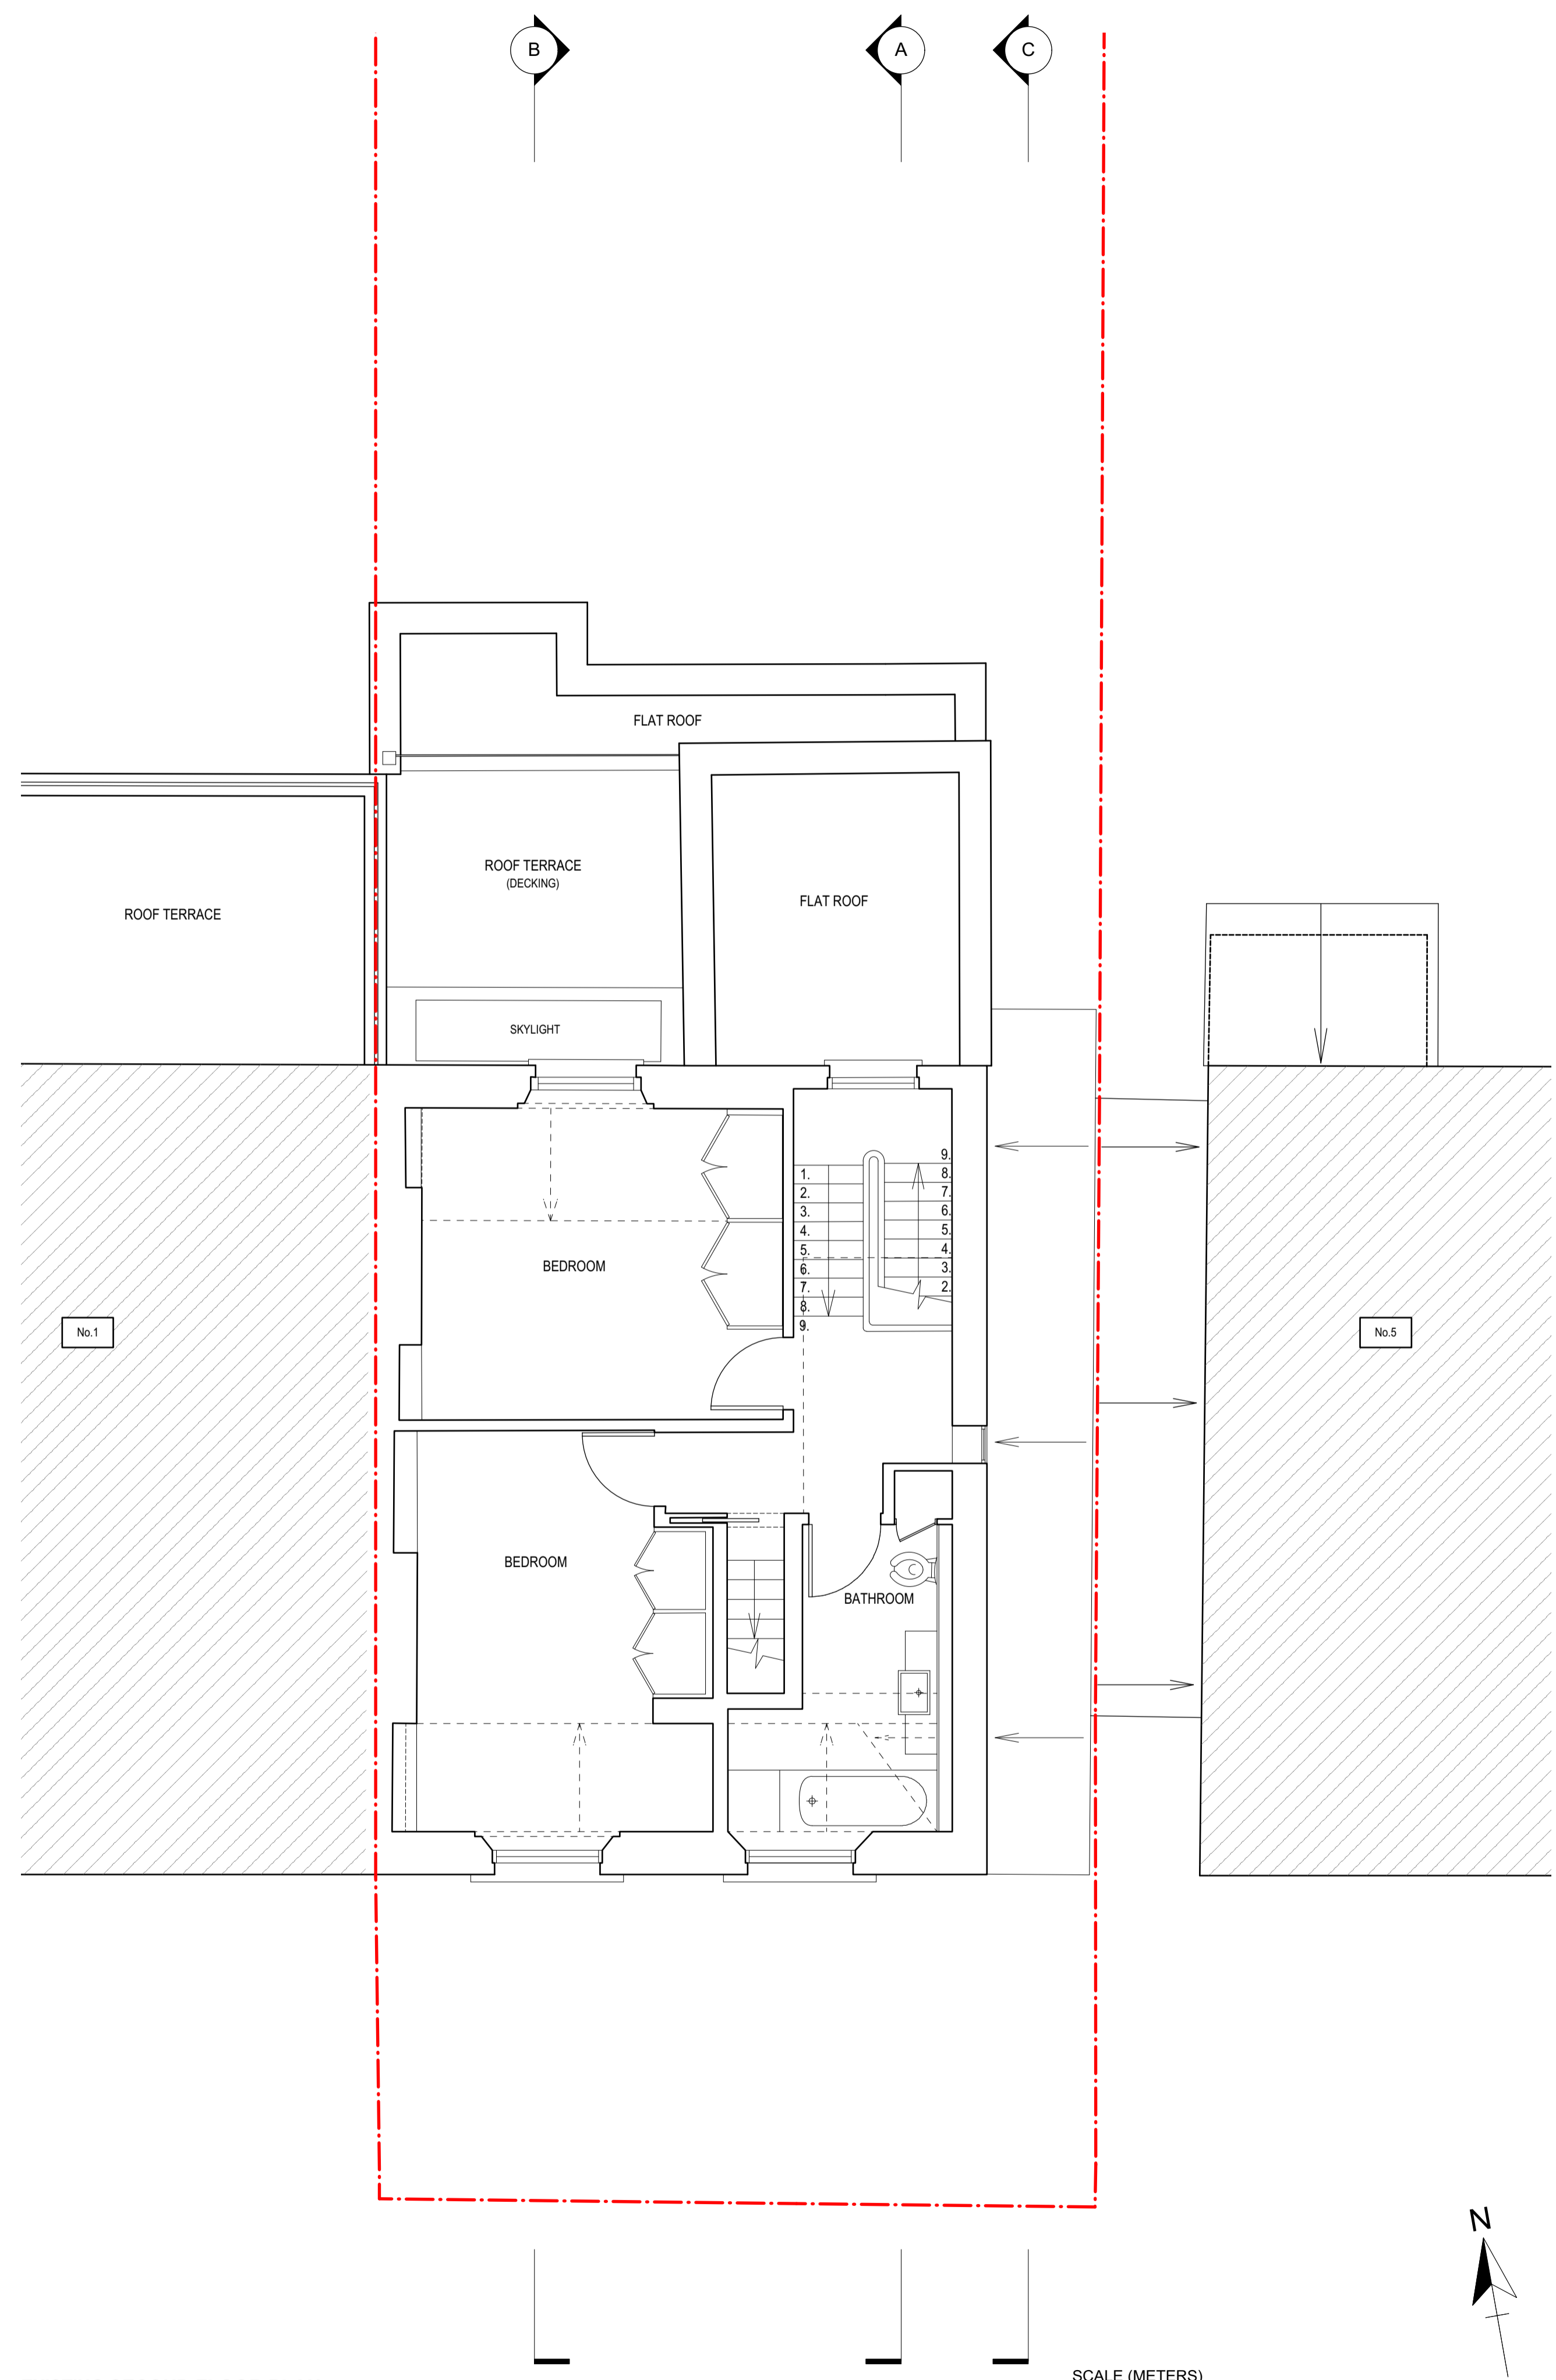 B
A
C
FLAT ROOF
ROOF TERRACE
(DECKING)
FLAT ROOF
ROOF TERRACE
SKYLIGHT
1.
2.
3.
4.
5.
6.
7.
8.
9.
9.
8.
7.
6.
5.
4.
3.
2.
BEDROOM
No.1
No.5
BEDROOM
BATHROOM
N
SCALE (METERS)